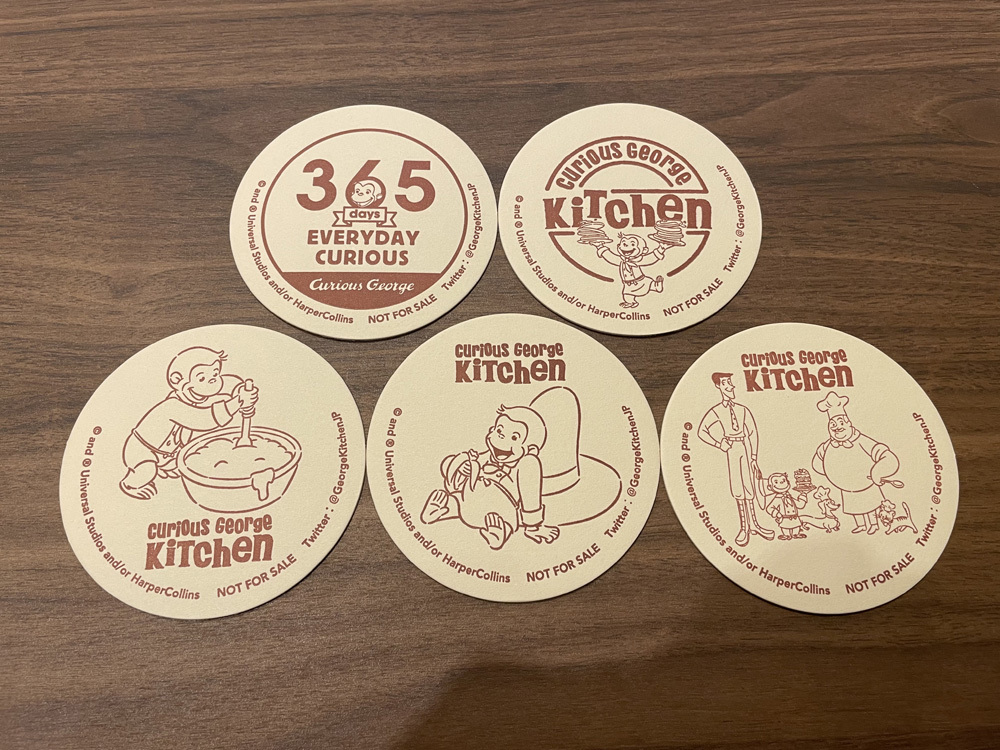 365
days
EVERYDAY
CURIOUS
Curious George
© and ® Universal Studios and/or HarperCollins NOT FOR SALE Twitter : @GeorgeKitchenJP
Curious George
Kitchen
© and ® Universal Studios and/or HarperCollins NOT FOR SALE Twitter : @GeorgeKitchenJP
Curious George
Kitchen
© and ® Universal Studios and/or HarperCollins NOT FOR SALE Twitter : @GeorgeKitchenJP
Curious George
Kitchen
© and ® Universal Studios and/or HarperCollins NOT FOR SALE Twitter : @GeorgeKitchenJP
Curious George
Kitchen
© and ® Universal Studios and/or HarperCollins NOT FOR SALE Twitter : @GeorgeKitchenJP